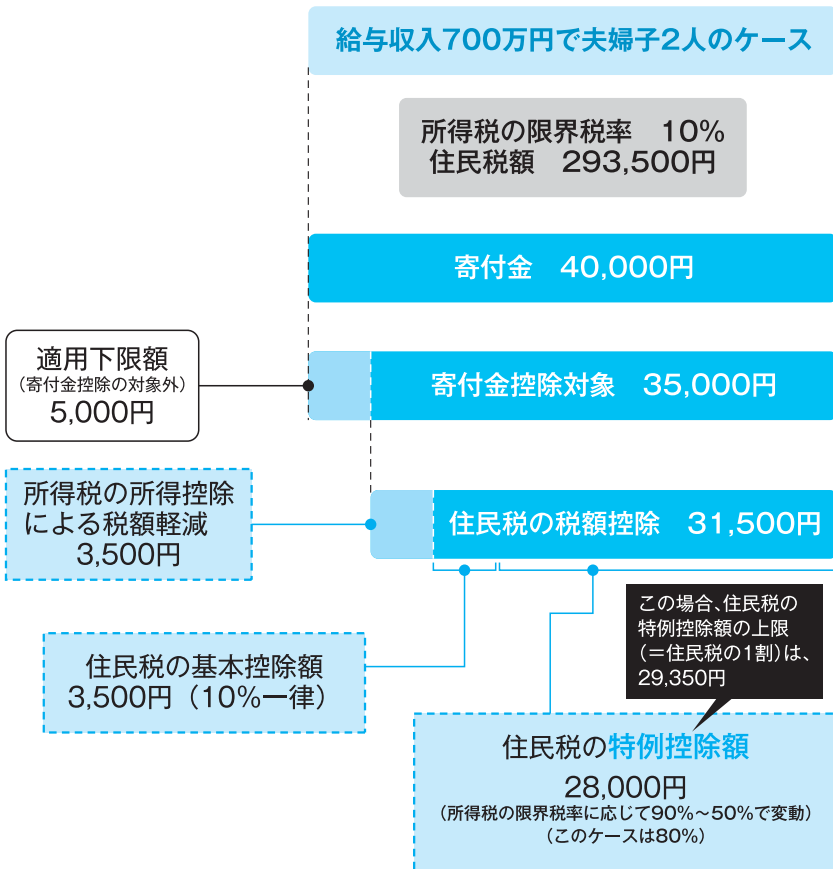 給与収入700万円で夫婦子2人のケース
所得税の限界税率　10%
住民税額　293,500円
寄付金　40,000円
適用下限額
（寄付金控除の対象外）
5,000円
寄付金控除対象　35,000円
所得税の所得控除
による税額軽減
3,500円
住民税の税額控除　31,500円
この場合、住民税の
特例控除額の上限
（＝住民税の1割）は、
29,350円
住民税の基本控除額
3,500円（10%一律）
住民税の特例控除額
28,000円
（所得税の限界税率に応じて90%～50%で変動）
（このケースは80%）